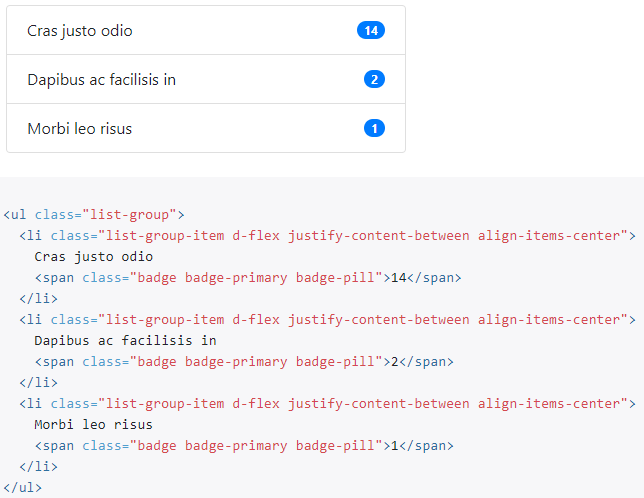 Cras justo odio 14
Dapibus ac facilisis in 2
Morbi leo risus 1
<ul class="list-group">
  <li class="list-group-item d-flex justify-content-between align-items-center">
    Cras justo odio
    <span class="badge badge-primary badge-pill">14</span>
  </li>
  <li class="list-group-item d-flex justify-content-between align-items-center">
    Dapibus ac facilisis in
    <span class="badge badge-primary badge-pill">2</span>
  </li>
  <li class="list-group-item d-flex justify-content-between align-items-center">
    Morbi leo risus
    <span class="badge badge-primary badge-pill">1</span>
  </li>
</ul>